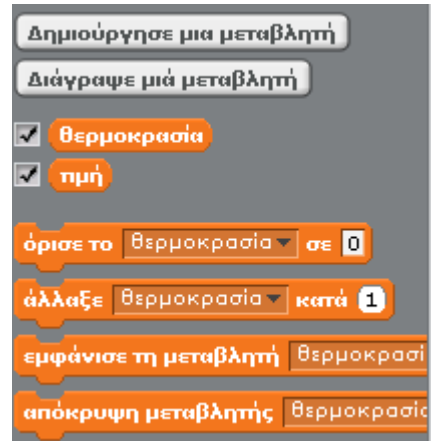 Δημιούργησε μια μεταβλητή
Διάγραψε μιά μεταβλητή
θερμοκρασία
τιμή
όρισε το θερμοκρασία σε 0
άλλαξε θερμοκρασία κατά 1
εμφάνισε τη μεταβλητή θερμοκρασί
απόκρυψη μεταβλητής θερμοκρασία